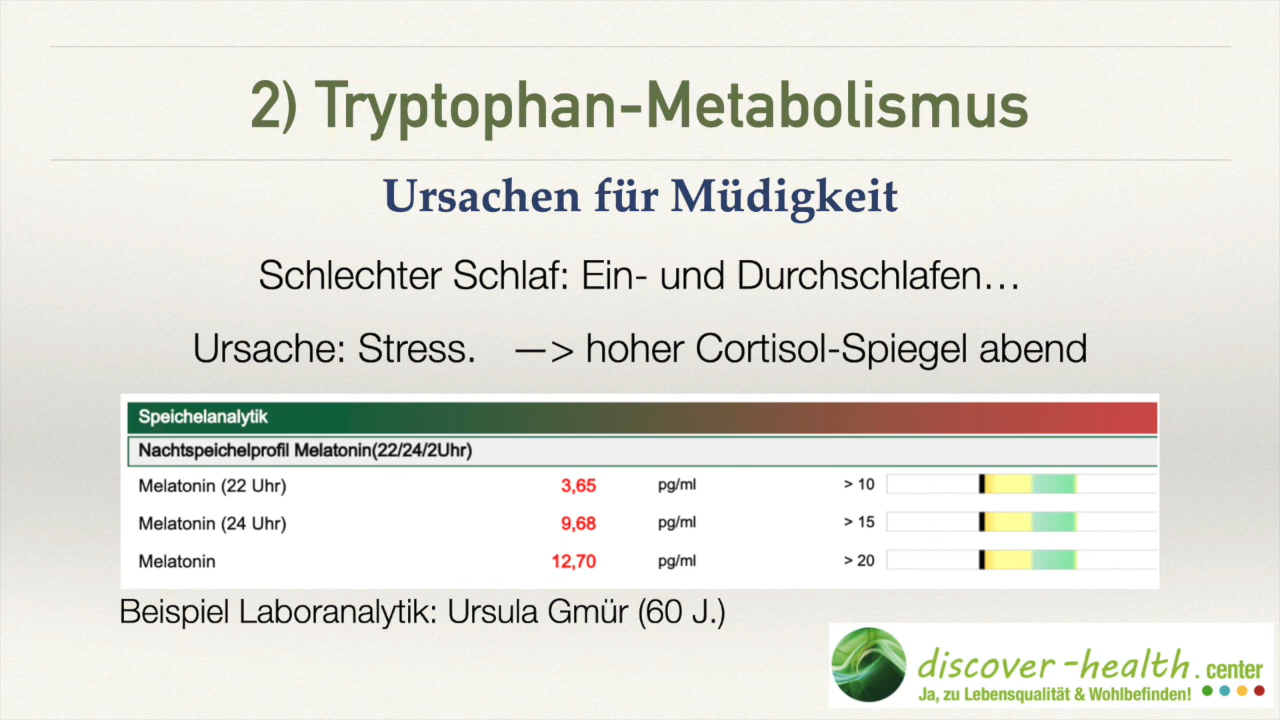 2) Tryptophan-Metabolismus
Ursachen für Müdigkeit
Schlechter Schlaf: Ein- und Durchschlafen…
Ursache: Stress. —> hoher Cortisol-Spiegel abend
Speichelanalytik
Nachtspeichelprofil Melatonin(22/24/2Uhr)
Melatonin (22 Uhr) 3,65 pg/ml > 10
Melatonin (24 Uhr) 9,68 pg/ml > 15
Melatonin 12,70 pg/ml > 20
Beispiel Laboranalytik: Ursula Gmür (60 J.)
discover-health.center
Ja, zu Lebensqualität & Wohlbefinden!